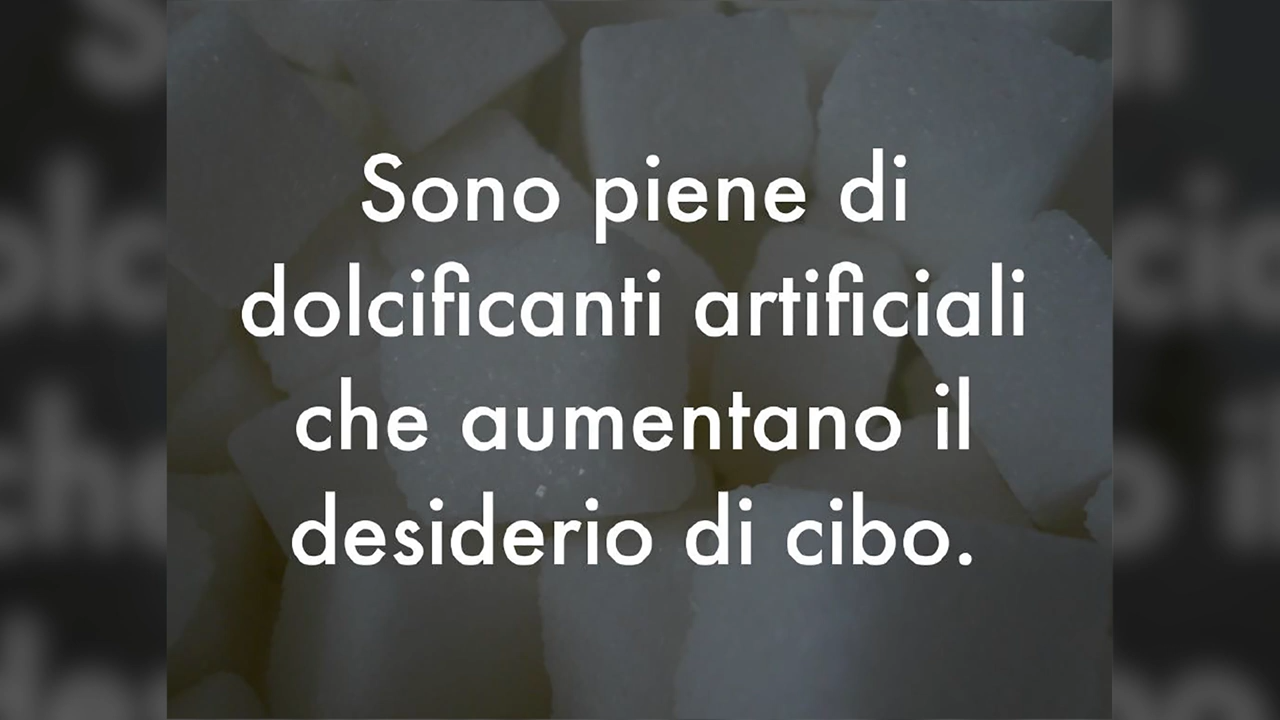 Sono piene di
dolcificanti artificiali
che aumentano il
desiderio di cibo.